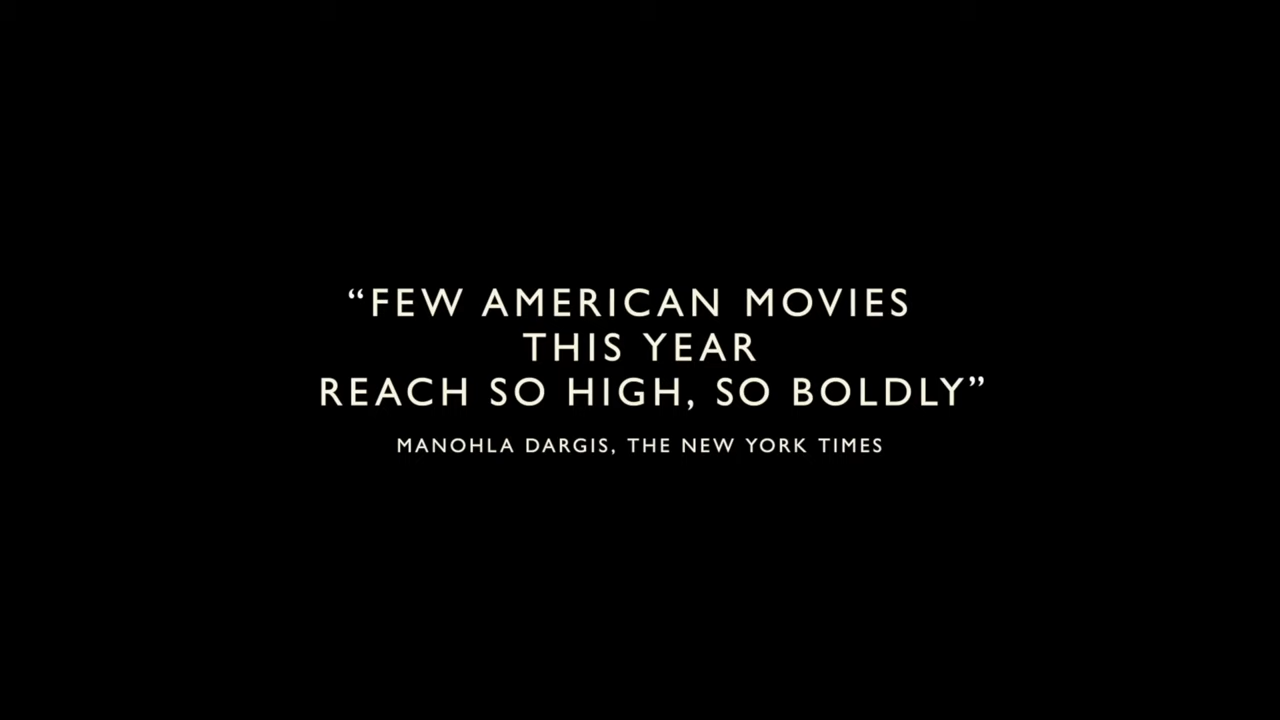 “FEW AMERICAN MOVIES
THIS YEAR
REACH SO HIGH, SO BOLDLY”
MANOHLA DARGIS, THE NEW YORK TIMES